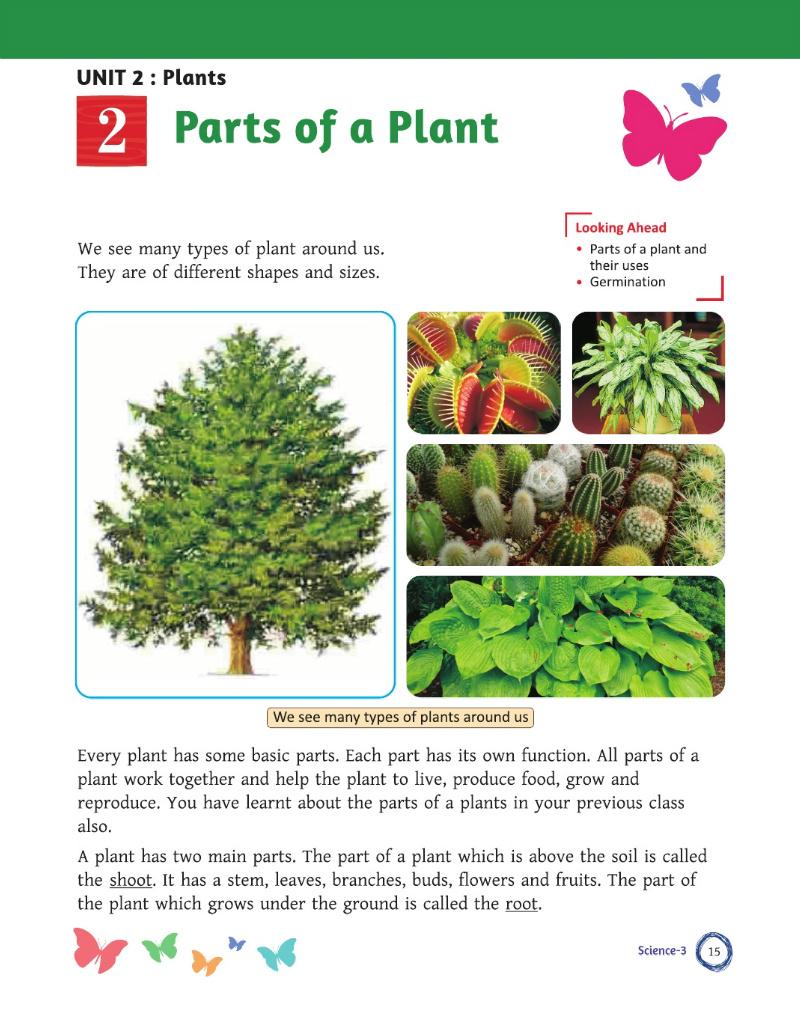 UNIT 2 : Plants
2
Parts of a Plant
We see many types of plant around us.
They are of different shapes and sizes.
Looking Ahead
• Parts of a plant and
their uses
• Germination
We see many types of plants around us
Every plant has some basic parts. Each part has its own function. All parts of a
plant work together and help the plant to live, produce food, grow and
reproduce. You have learnt about the parts of a plants in your previous class
also.
A plant has two main parts. The part of a plant which is above the soil is called
the shoot. It has a stem, leaves, branches, buds, flowers and fruits. The part of
the plant which grows under the ground is called the root.
Science-3
15